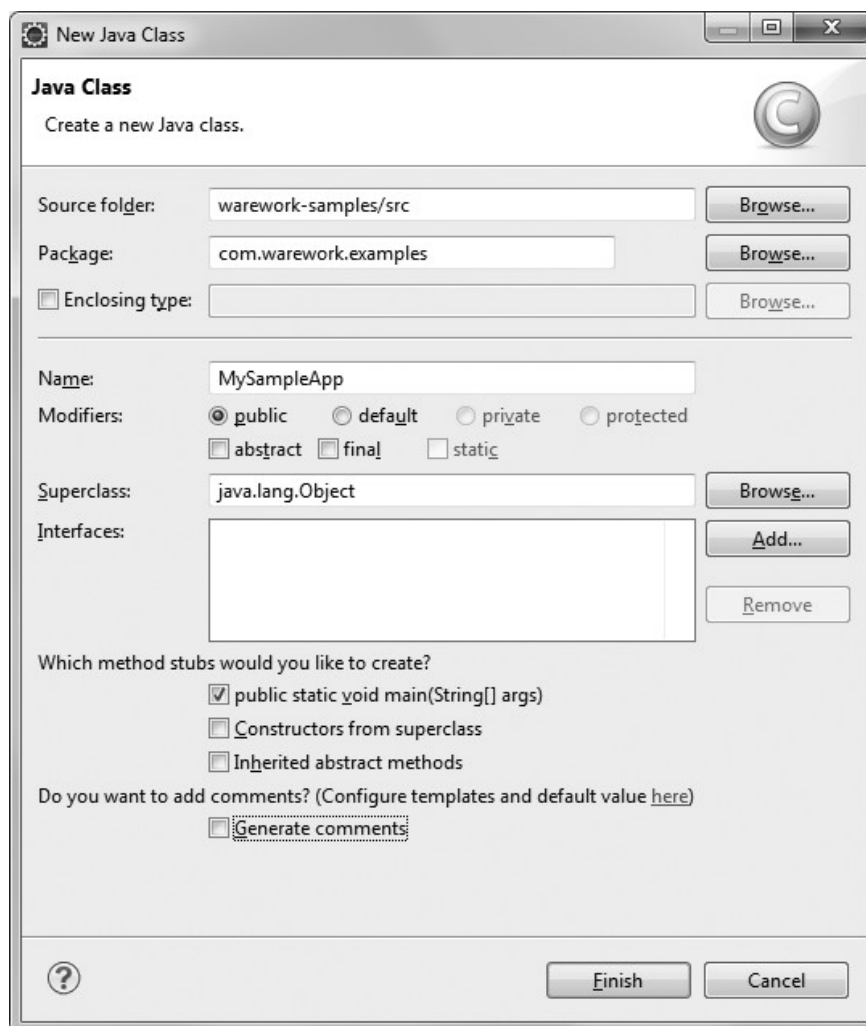 New Java Class
Java Class
Create a new Java class.
C
Source folder: warework-samples/src Browse...
Package: com.warework.examples Browse...
Enclosing type: Browse...
Name: MySampleApp
Modifiers: public default private protected
abstract final static
Superclass: java.lang.Object Browse...
Interfaces: Add...
Remove
Which method stubs would you like to create?
public static void main(String[] args)
Constructors from superclass
Inherited abstract methods
Do you want to add comments? (Configure templates and default value here)
Generate comments
? Finish Cancel